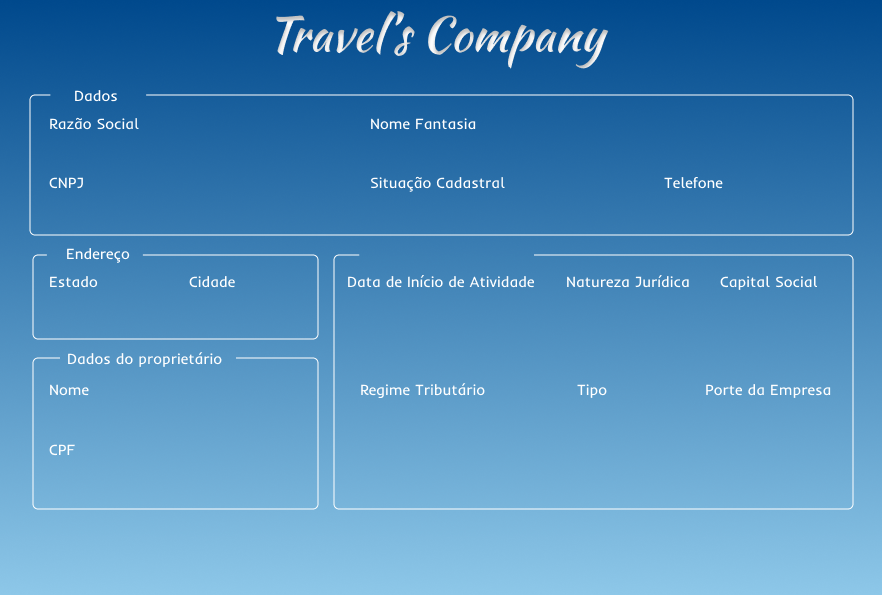 Travel's Company
Dados
Razão Social Nome Fantasia
CNPJ Situação Cadastral Telefone
Endereço
Estado Cidade
Data de Início de Atividade Natureza Jurídica Capital Social
Dados do proprietário
Nome
CPF
Regime Tributário Tipo Porte da Empresa